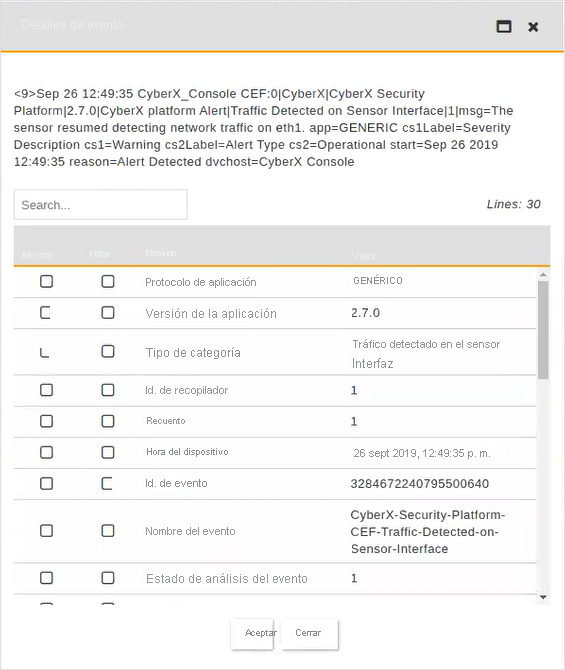 Detalles de evento
<9>Sep 26 12:49:35 CyberX_Console CEF:0|CyberX|CyberX Security
Platform|2.7.0|CyberX platform Alert|Traffic Detected on Sensor Interface|1|msg=The
sensor resumed detecting network traffic on eth1. app=GENERIC cs1Label=Severity
Description cs1=Warning cs2Label=Alert Type cs2=Operational start=Sep 26 2019
12:49:35 reason=Alert Detected dvchost=CyberX Console
Search...
Lines: 30
Mostrar Filtrar Elemento Valor
Protocolo de aplicación GENÉRICO
Versión de la aplicación 2.7.0
Tipo de categoría Tráfico detectado en el sensor
Interfaz
Id. de recopilador 1
Recuento 1
Hora del dispositivo 26 sept 2019, 12:49:35 p. m.
Id. de evento 3284672240795500640
Nombre del evento CyberX-Security-Platform-
CEF-Traffic-Detected-on-
Sensor-Interface
Estado de análisis del evento 1
Aceptar Cerrar